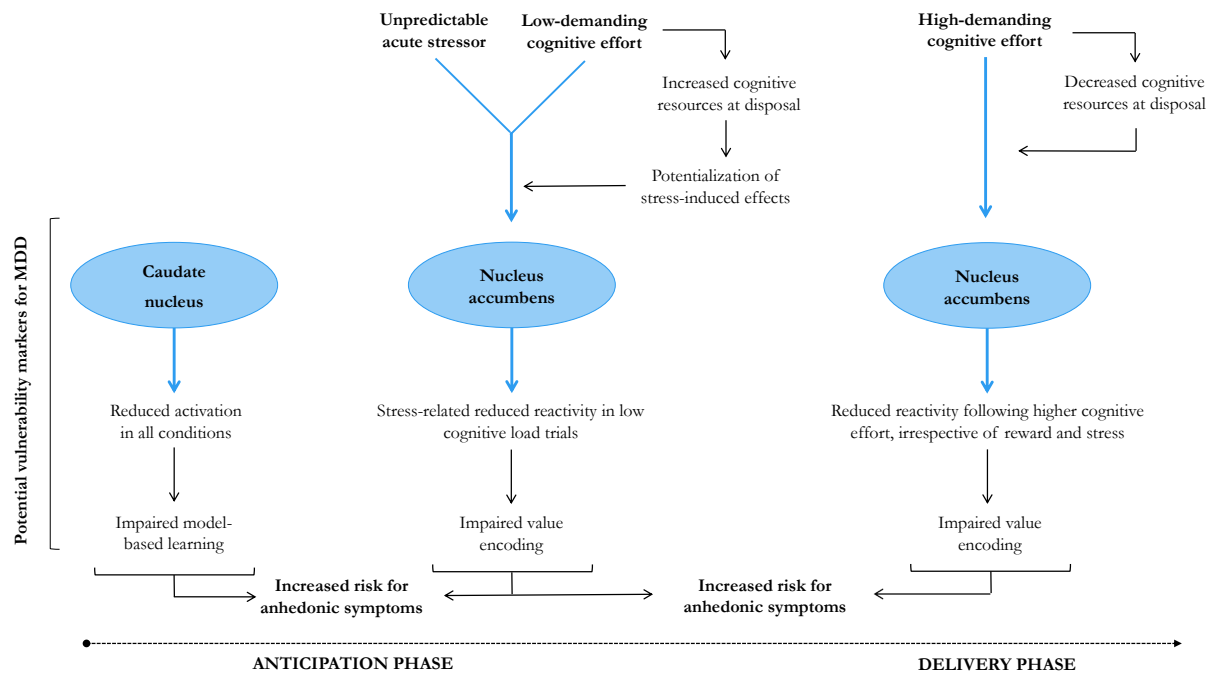 Unpredictable
acute stressor
Low-demanding
cognitive effort
High-demanding
cognitive effort
Increased cognitive
resources at disposal
Decreased cognitive
resources at disposal
Potentialization of
stress-induced effects
Potential vulnerability markers for MDD
Caudate
nucleus
Nucleus
accumbens
Nucleus
accumbens
Reduced activation
in all conditions
Stress-related reduced reactivity in low
cognitive load trials
Reduced reactivity following higher cognitive
effort, irrespective of reward and stress
Impaired model-
based learning
Impaired value
encoding
Impaired value
encoding
Increased risk for
anhedonic symptoms
Increased risk for
anhedonic symptoms
ANTICIPATION PHASE
DELIVERY PHASE